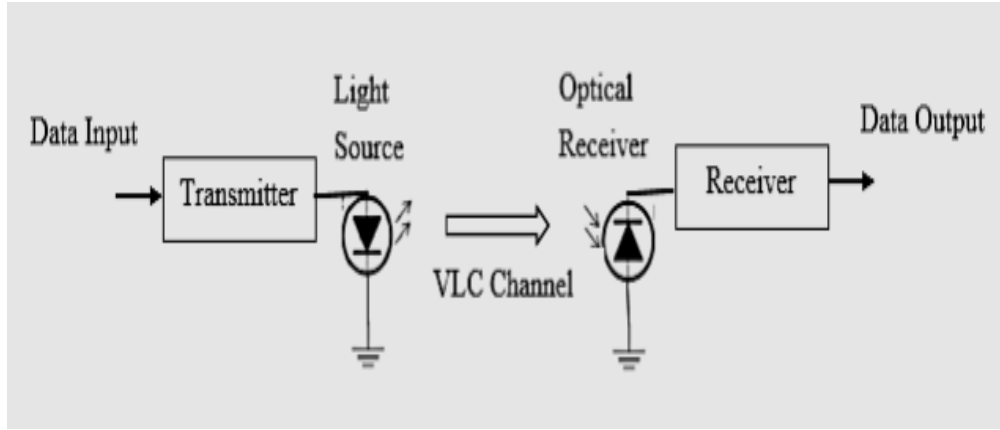 Data Input
Transmitter
Light
Source
VLC Channel
Optical
Receiver
Receiver
Data Output